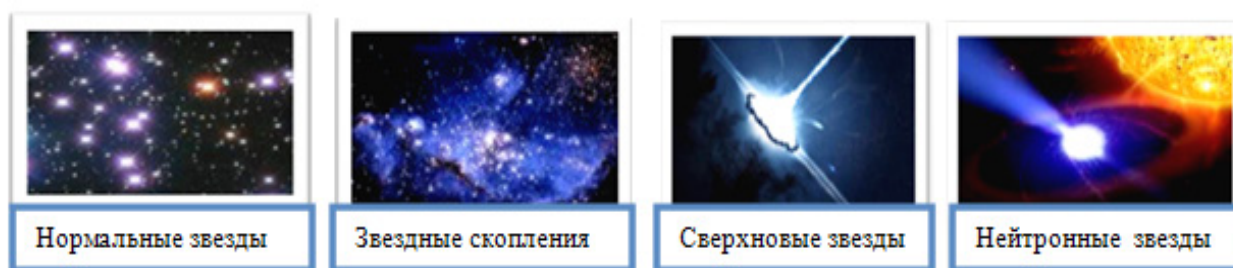 Нормальные звезды
Звездные скопления
Сверхновые звезды
Нейтронные звезды